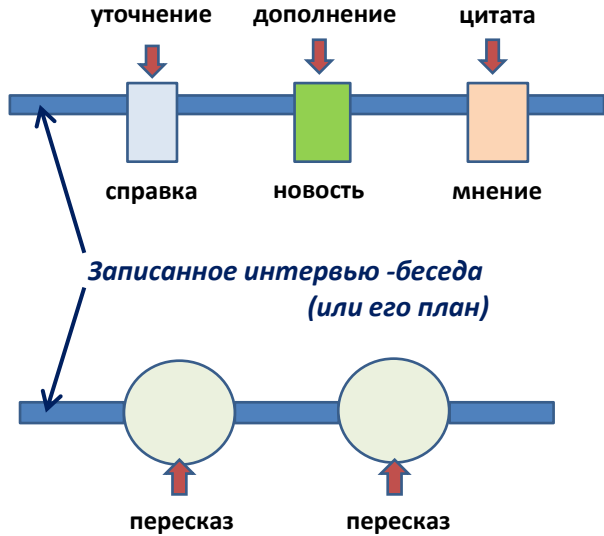 уточнение дополнение цитата
справка новость мнение
Записанное интервью -беседа
(или его план)
пересказ пересказ